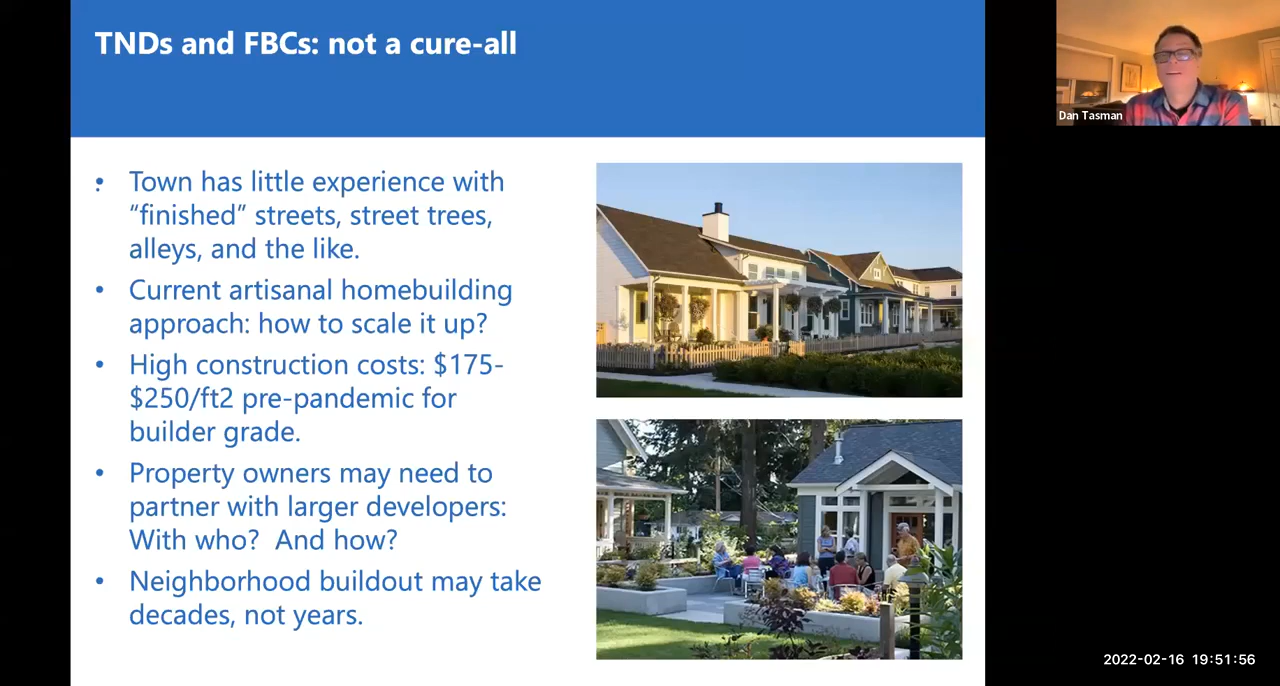 TNDs and FBCs: not a cure-all
Dan Tasman
• Town has little experience with
“finished” streets, street trees,
alleys, and the like.
• Current artisanal homebuilding
approach: how to scale it up?
• High construction costs: $175-
$250/ft2 pre-pandemic for
builder grade.
• Property owners may need to
partner with larger developers:
With who?  And how?
• Neighborhood buildout may take
decades, not years.
2022-02-16 19:51:56